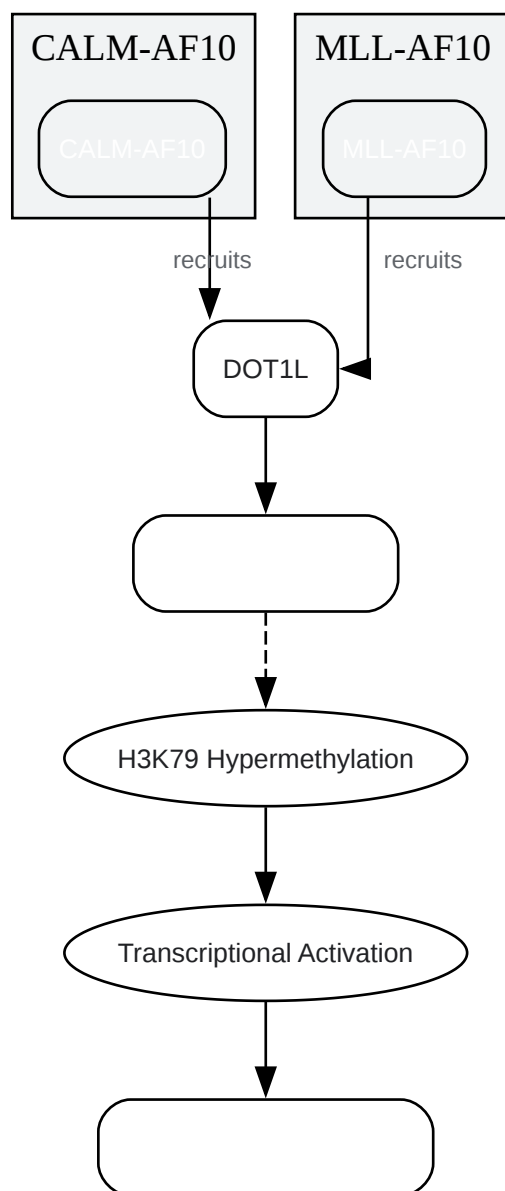 CALM-AF10
MLL-AF10
CALM-AF10
MLL-AF10
recruits
recruits
DOT1L
H3K79 Hypermethylation
Transcriptional Activation